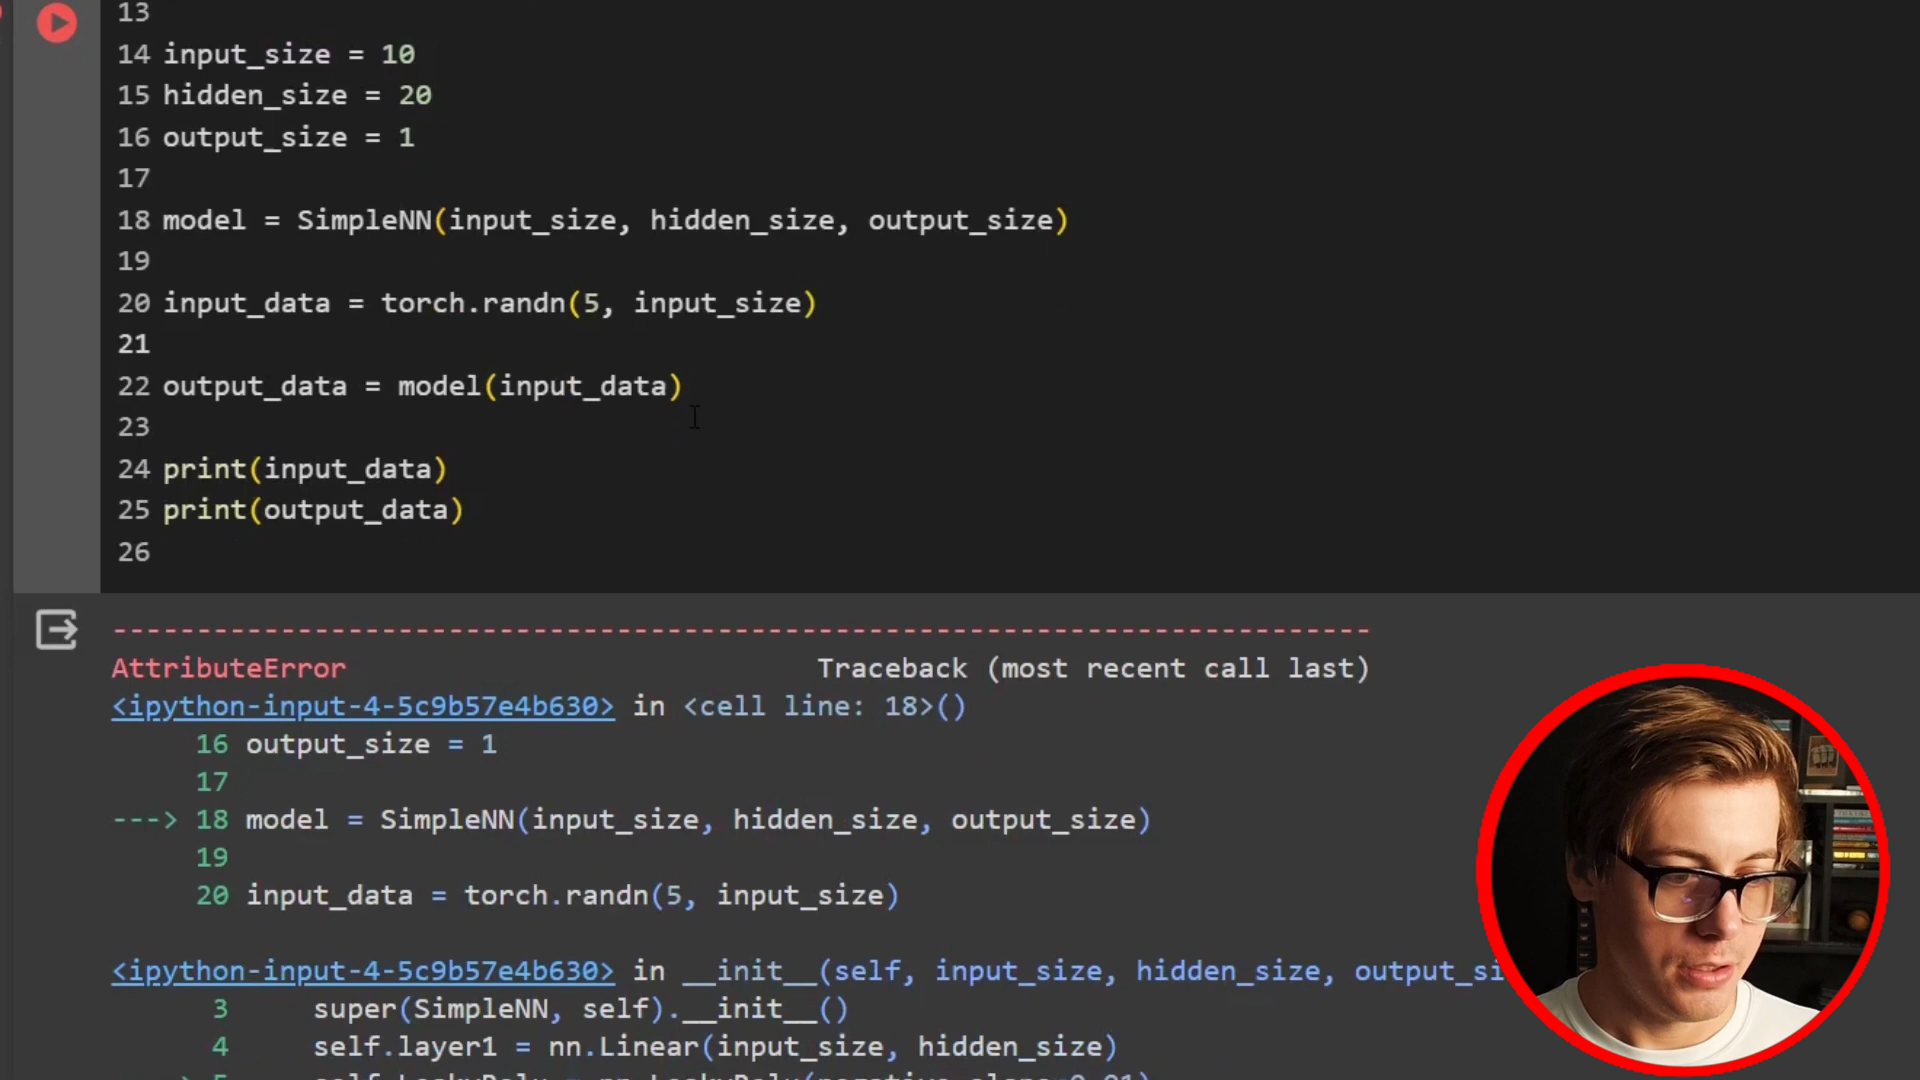 13
14 input_size = 10
15 hidden_size = 20
16 output_size = 1
17
18 model = SimpleNN(input_size, hidden_size, output_size)
19
20 input_data = torch.randn(5, input_size)
21
22 output_data = model(input_data)
23
24 print(input_data)
25 print(output_data)
26
---------------------------------------------------------------------------
AttributeError Traceback (most recent call last)
<ipython-input-4-5c9b57e4b630> in <cell line: 18>()
16 output_size = 1
17
---> 18 model = SimpleNN(input_size, hidden_size, output_size)
19
20 input_data = torch.randn(5, input_size)
<ipython-input-4-5c9b57e4b630> in __init__(self, input_size, hidden_size, output_si
3 super(SimpleNN, self).__init__()
4 self.layer1 = nn.Linear(input_size, hidden_size)